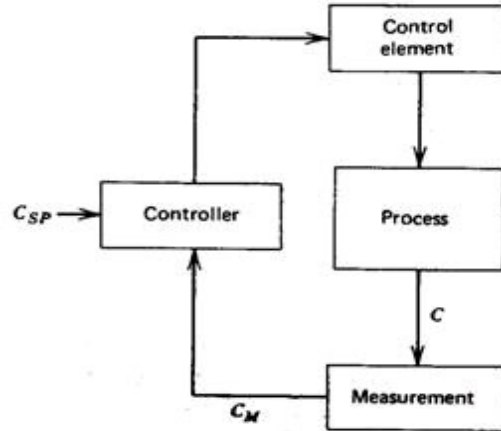 Control
element
C_SP
Controller
Process
C
Measurement
C_M